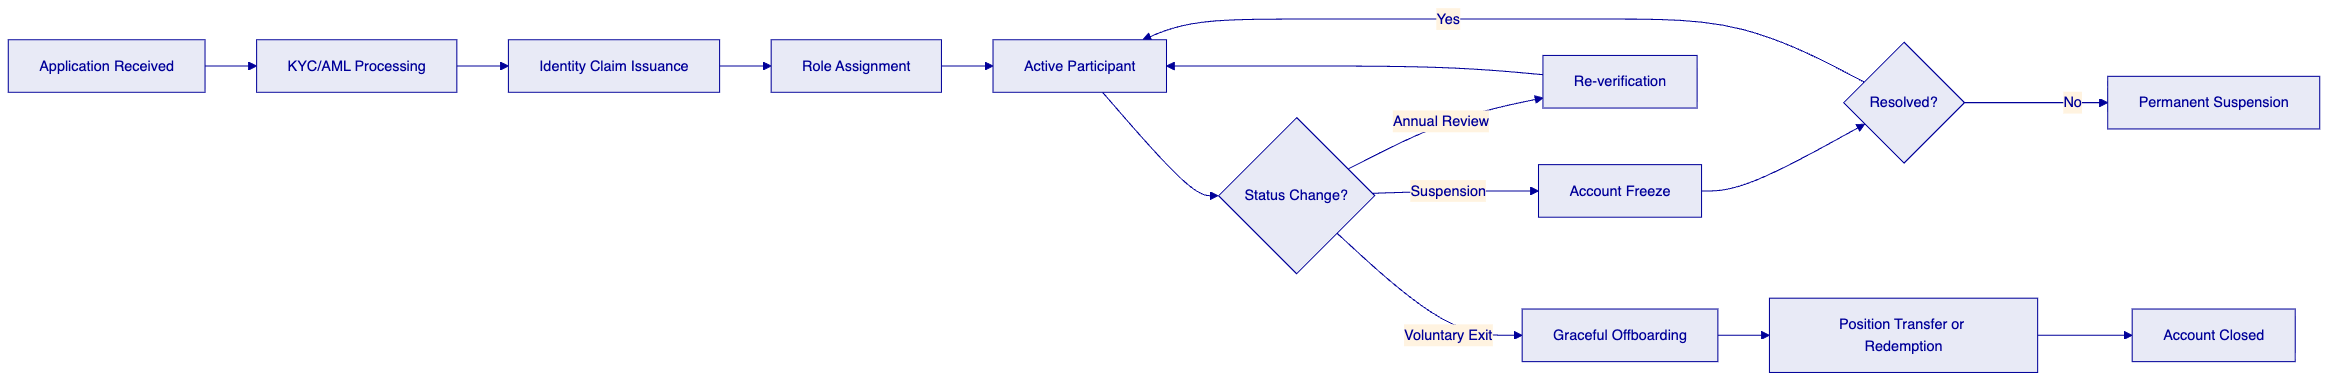 Yes
Application Received
KYC/AML Processing
Identity Claim Issuance
Role Assignment
Active Participant
Re-verification
Resolved?
No
Permanent Suspension
Annual Review
Status Change?
Suspension
Account Freeze
Voluntary Exit
Graceful Offboarding
Position Transfer or
Redemption
Account Closed